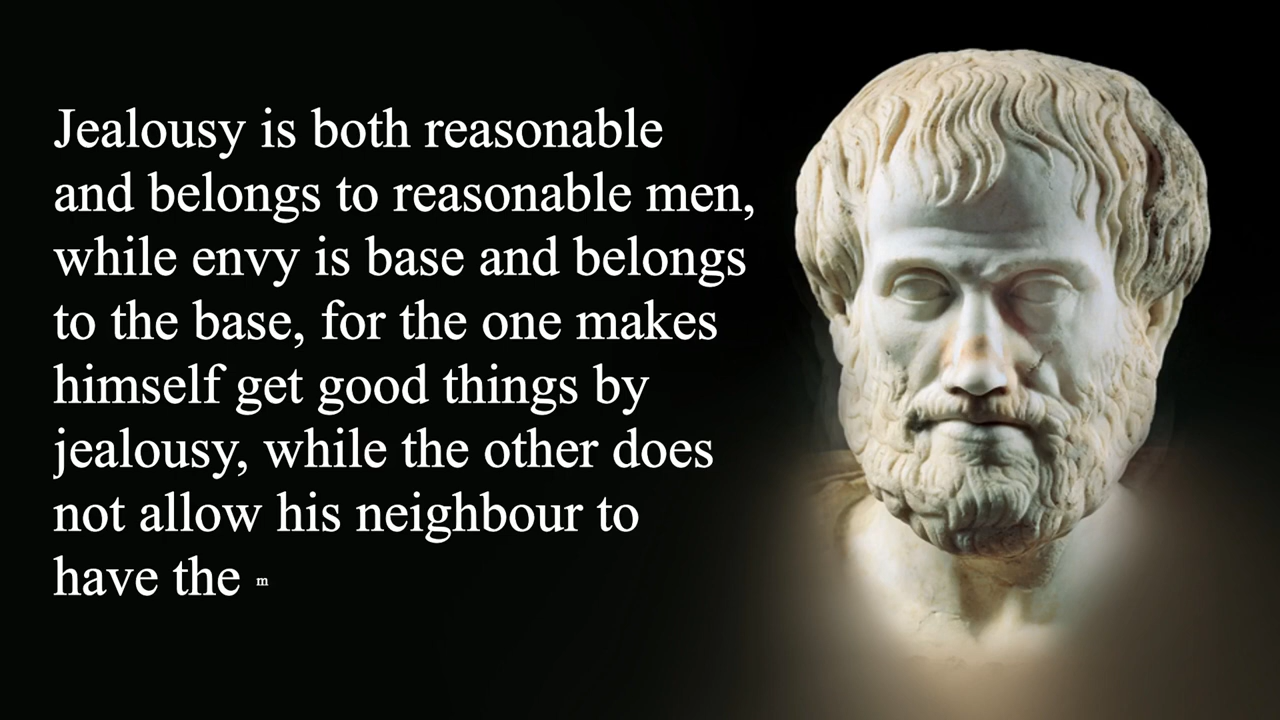 Jealousy is both reasonable
and belongs to reasonable men,
while envy is base and belongs
to the base, for the one makes
himself get good things by
jealousy, while the other does
not allow his neighbour to
have the m